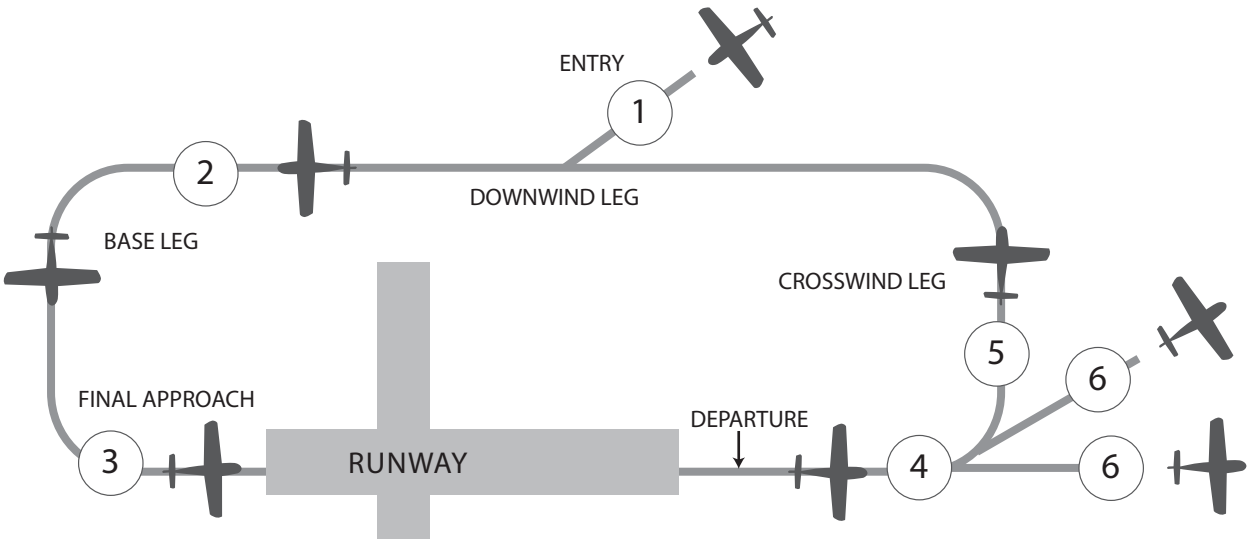 ENTRY
1
2
DOWNWIND LEG
BASE LEG
CROSSWIND LEG
5
6
FINAL APPROACH
DEPARTURE
3
RUNWAY
4
6